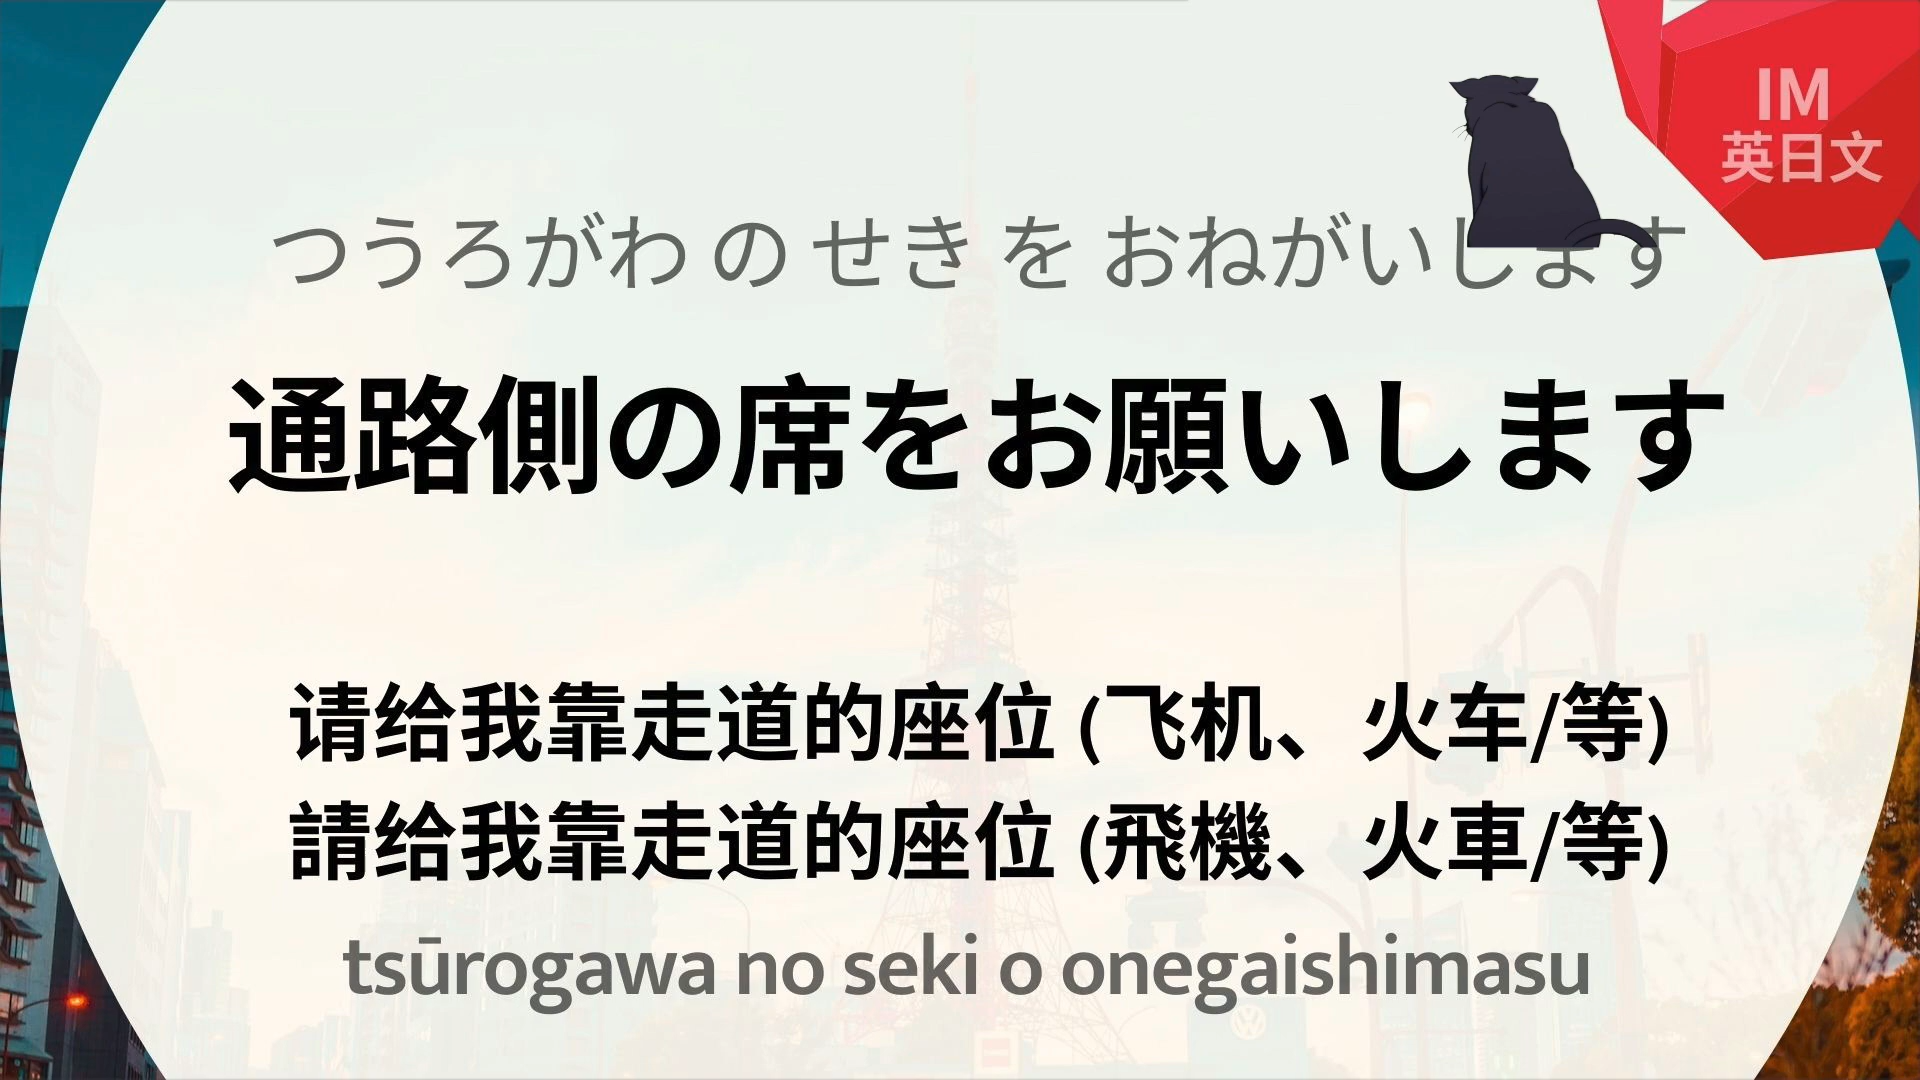 IM
英日文
つうろがわ の せき を おねがいします
通路側の席をお願いします
请给我靠走道的座位 (飞机、火车/等)
請给我靠走道的座位 (飛機、火車/等)
tsūrogawa no seki o onegaishimasu